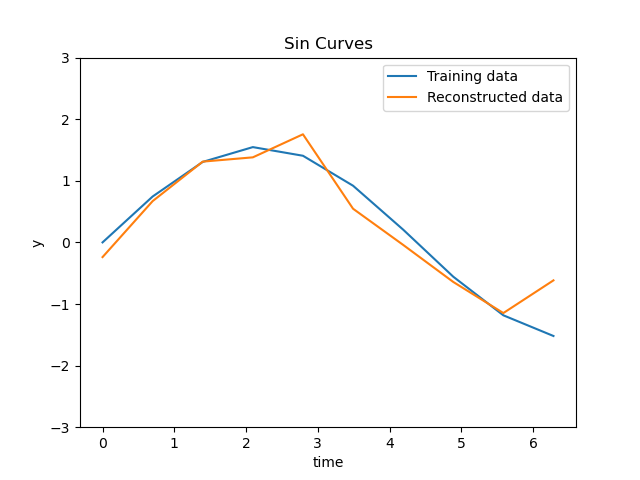 Sin Curves
Training data
Reconstructed data
3
2
1
0
−1
−2
−3
y
0 1 2 3 4 5 6
time